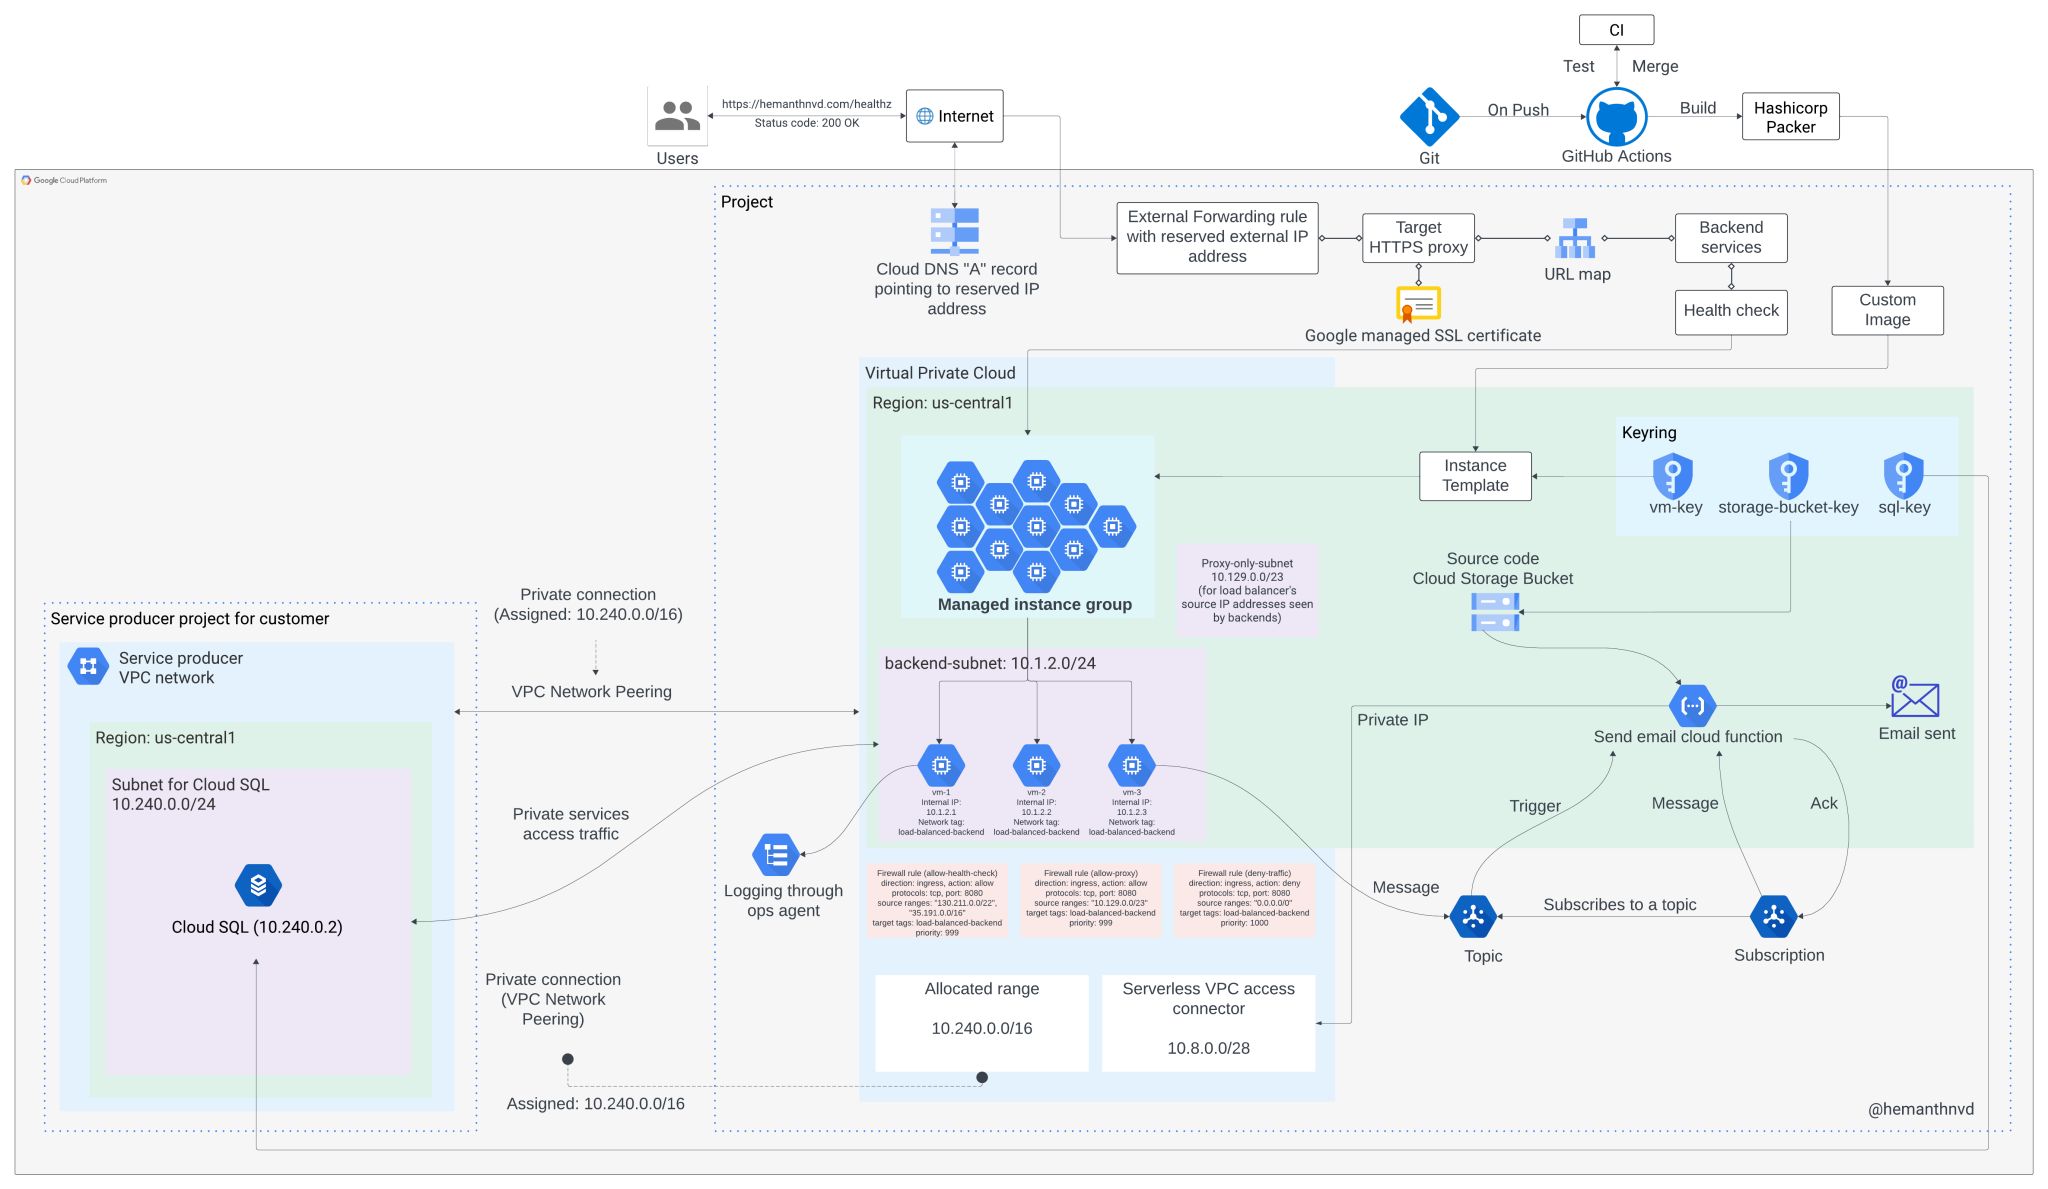 CI
Test
Merge
On Push
Build
Hashicorp
Packer
Git
GitHub Actions
https://hemanthnvd.com/healthz
Status code: 200 OK
Internet
Users
Google Cloud Platform
Project
Cloud DNS "A" record
pointing to reserved IP
address
External Forwarding rule
with reserved external IP
address
Target
HTTPS proxy
URL map
Backend
services
Google managed SSL certificate
Health check
Custom
Image
Virtual Private Cloud
Region: us-central1
Managed instance group
Instance
Template
Keyring
vm-key
storage-bucket-key
sql-key
Proxy-only-subnet
10.129.0.0/23
(for load balancer's
source IP addresses seen
by backends)
Source code
Cloud Storage Bucket
backend-subnet: 10.1.2.0/24
vm-1
Internal IP:
10.1.2.1
Network tag:
load-balanced-backend
vm-2
Internal IP:
10.1.2.2
Network tag:
load-balanced-backend
vm-3
Internal IP:
10.1.2.3
Network tag:
load-balanced-backend
Private IP
Send email cloud function
Email sent
Trigger
Message
Ack
Message
Subscribes to a topic
Topic
Subscription
Service producer project for customer
Service producer
VPC network
Region: us-central1
Subnet for Cloud SQL
10.240.0.0/24
Cloud SQL (10.240.0.2)
Private connection
(Assigned: 10.240.0.0/16)
VPC Network Peering
Private services
access traffic
Logging through
ops agent
Firewall rule (allow-health-check)
direction: ingress, action: allow
protocols: tcp, port: 8080
source ranges: "130.211.0.0/22",
"35.191.0.0/16"
target tags: load-balanced-backend
priority: 999
Firewall rule (allow-proxy)
direction: ingress, action: allow
protocols: tcp, port: 8080
source ranges: "10.129.0.0/23"
target tags: load-balanced-backend
priority: 999
Firewall rule (deny-traffic)
direction: ingress, action: deny
protocols: tcp, port: 8080
source ranges: "0.0.0.0/0"
target tags: load-balanced-backend
priority: 1000
Private connection
(VPC Network
Peering)
Assigned: 10.240.0.0/16
Allocated range
10.240.0.0/16
Serverless VPC access
connector
10.8.0.0/28
@hemanthnvd